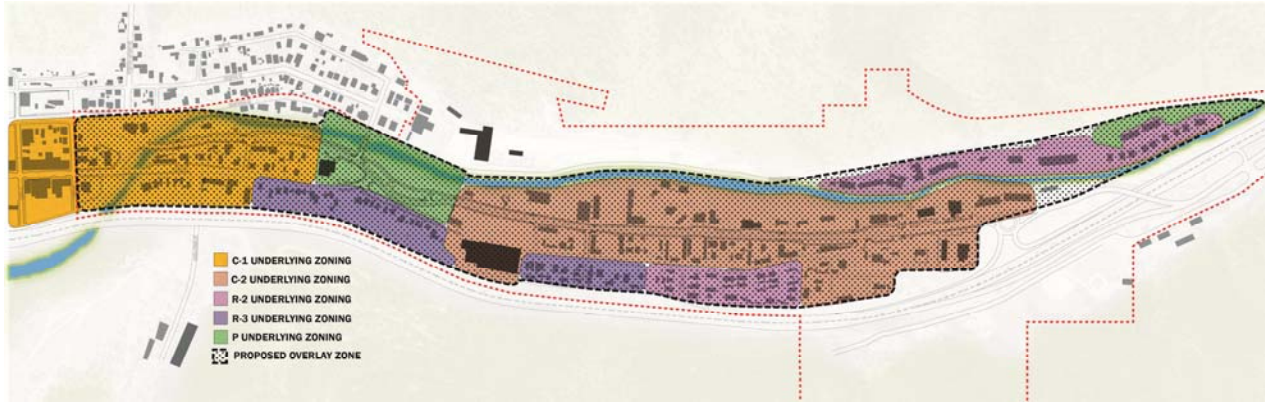 C-1 UNDERLYING ZONING
C-2 UNDERLYING ZONING
R-2 UNDERLYING ZONING
R-3 UNDERLYING ZONING
P UNDERLYING ZONING
PROPOSED OVERLAY ZONE